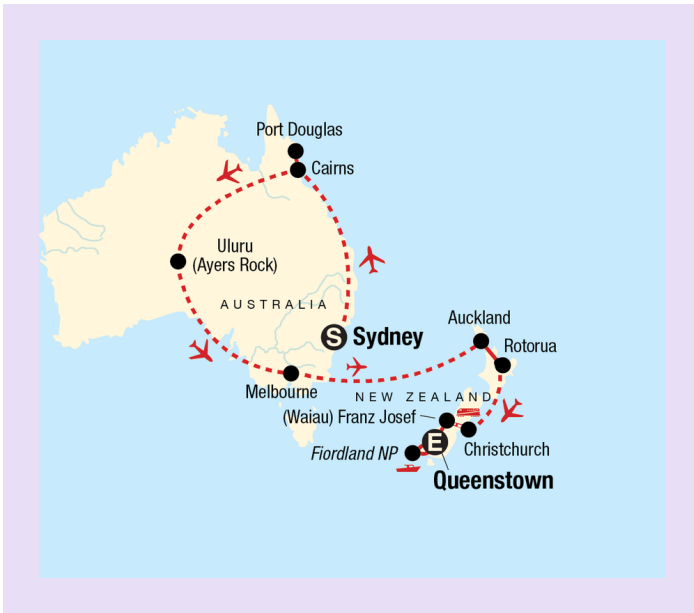 Port Douglas
Cairns
Uluru
(Ayers Rock)
AUSTRALIA
S Sydney
Auckland
Rotorua
Melbourne
NEW ZEALAND
(Waiau) Franz Josef
E
Christchurch
Fiordland NP
Queenstown